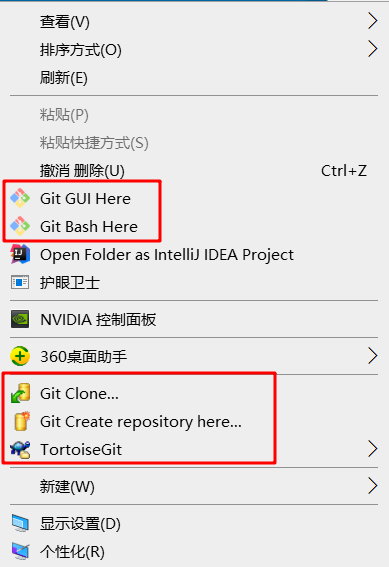 查看(V)
排序方式(O)
刷新(E)
粘贴(P)
粘贴快捷方式(S)
撤消 删除(U) Ctrl+Z
Git GUI Here
Git Bash Here
Open Folder as IntelliJ IDEA Project
护眼卫士
NVIDIA 控制面板
360桌面助手
Git Clone...
Git Create repository here...
TortoiseGit
新建(W)
显示设置(D)
个性化(R)